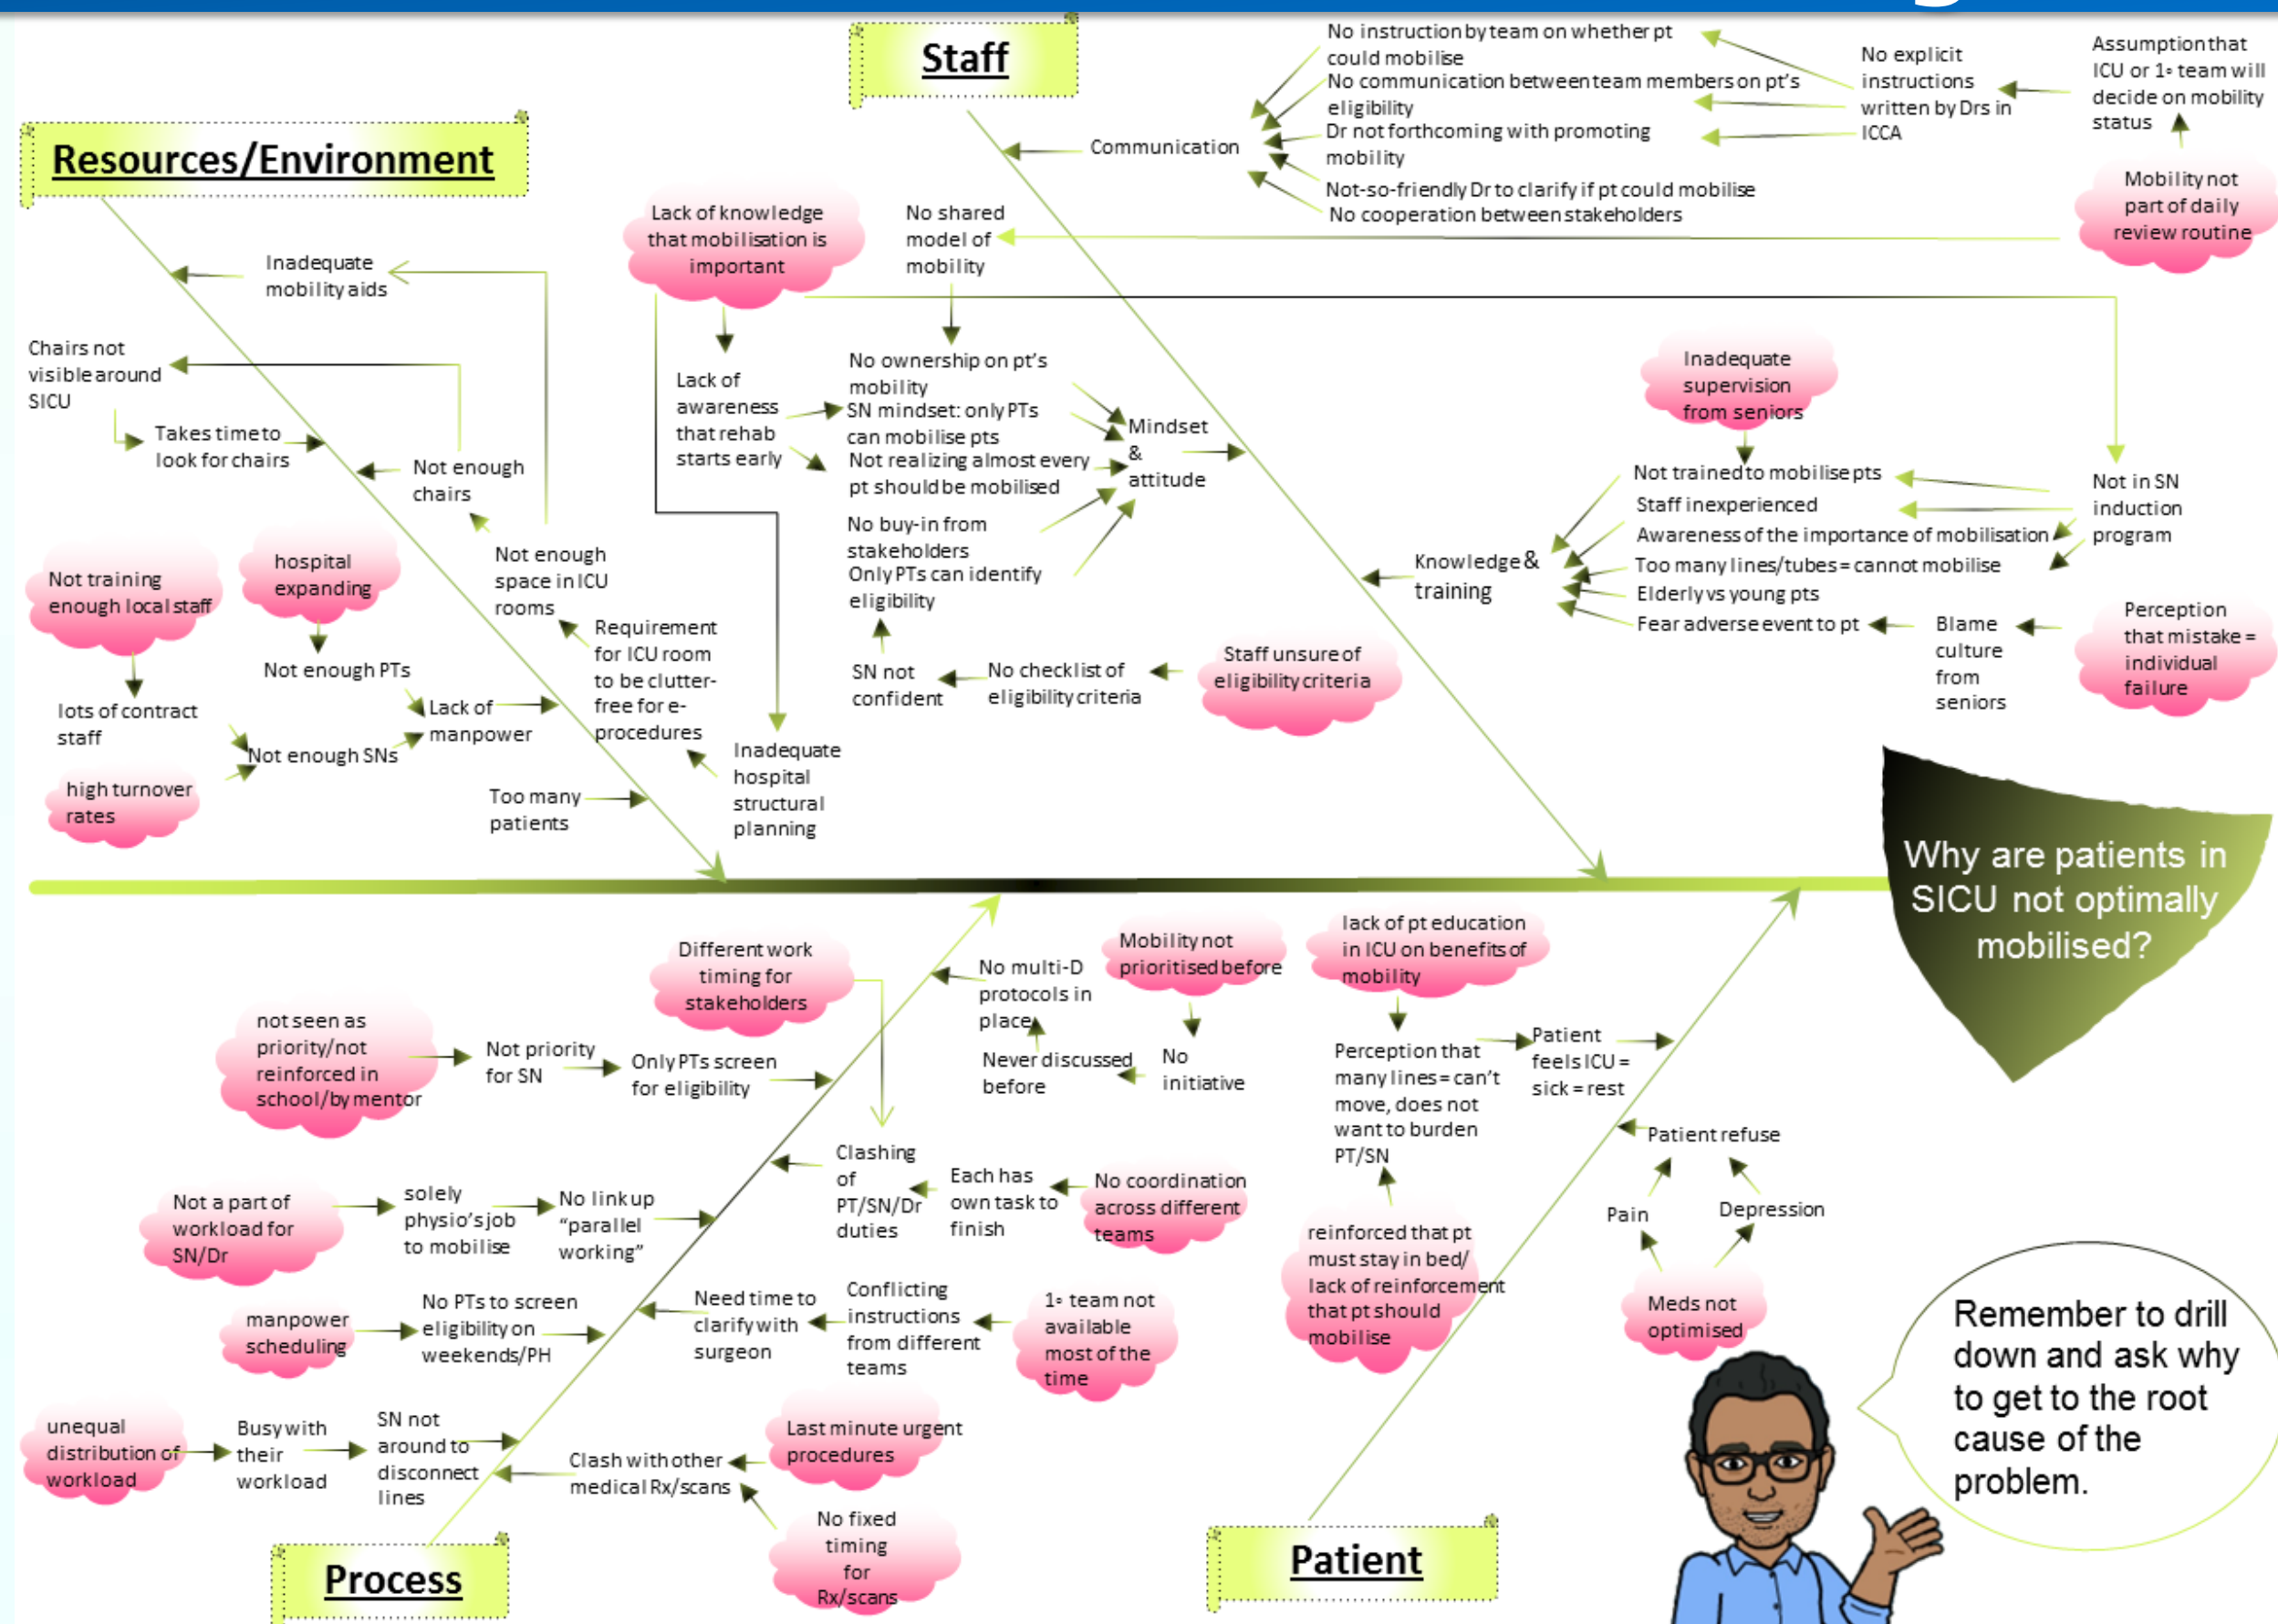 Staff
No instruction by team on whether pt
could mobilise
No communication between team members on pt's
eligibility
Dr not forthcoming with promoting
mobility
Not-so-friendly Dr to clarify if pt could mobilise
No cooperation between stakeholders
Communication
No explicit
instructions
written by Drs in
ICCA
Assumption that
ICU or 1° team will
decide on mobility
status
Mobility not
part of daily
review routine
Resources/Environment
Inadequate
mobility aids
Chairs not
visible around
SICU
Takes time to
look for chairs
Not enough
chairs
Not enough
space in ICU
rooms
Requirement
for ICU room
to be clutter-
free for e-
procedures
Inadequate
hospital
structural
planning
Not training
enough local staff
hospital
expanding
Not enough PTs
lots of contract
staff
Not enough SNs
high turnover
rates
Lack of
manpower
Too many
patients
Lack of knowledge
that mobilisation is
important
No shared
model of
mobility
Lack of
awareness
that rehab
starts early
No ownership on pt's
mobility
SN mindset: only PTs
can mobilise pts
Not realizing almost every
pt should be mobilised
No buy-in from
stakeholders
Only PTs can identify
eligibility
Mindset
&
attitude
SN not
confident
No checklist of
eligibility criteria
Staff unsure of
eligibility criteria
Inadequate
supervision
from seniors
Not trained to mobilise pts
Staff inexperienced
Awareness of the importance of mobilisation
Too many lines/tubes = cannot mobilise
Elderly vs young pts
Fear adverse event to pt
Knowledge &
training
Not in SN
induction
program
Blame
culture
from
seniors
Perception
that mistake =
individual
failure
Why are patients in
SICU not optimally
mobilised?
Different work
timing for
stakeholders
No multi-D
protocols in
place
Mobility not
prioritised before
Never discussed
before
No
initiative
not seen as
priority/not
reinforced in
school/by mentor
Not priority
for SN
Only PTs screen
for eligibility
Clashing
of
PT/SN/Dr
duties
Each has
own task to
finish
No coordination
across different
teams
Not a part of
workload for
SN/Dr
solely
physio's job
to mobilise
No link up
"parallel
working"
manpower
scheduling
No PTs to screen
eligibility on
weekends/PH
Need time to
clarify with
surgeon
Conflicting
instructions
from different
teams
1° team not
available
most of the
time
unequal
distribution of
workload
Busy with
their
workload
SN not
around to
disconnect
lines
Clash with other
medical Rx/scans
Last minute urgent
procedures
No fixed
timing
for
Rx/scans
Process
lack of pt education
in ICU on benefits of
mobility
Perception that
many lines = can't
move, does not
want to burden
PT/SN
Patient
feels ICU =
sick = rest
reinforced that pt
must stay in bed/
lack of reinforcement
that pt should
mobilise
Patient refuse
Pain
Depression
Meds not
optimised
Patient
Remember to drill
down and ask why
to get to the root
cause of the
problem.